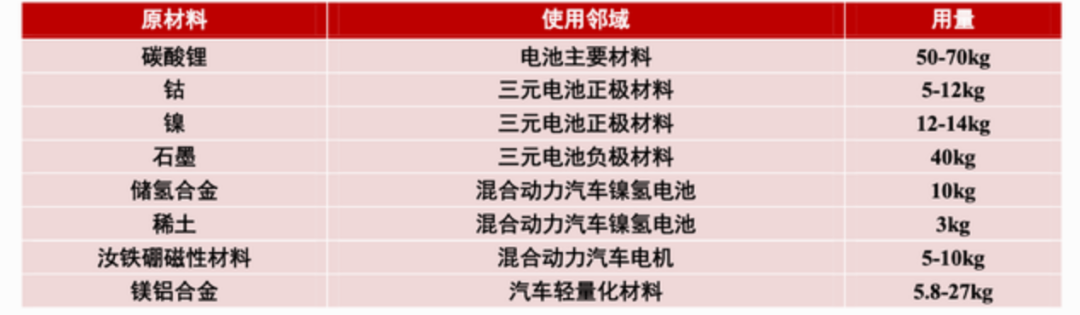 原材料 使用邻域 用量
碳酸锂 电池主要材料 50-70kg
钴 三元电池正极材料 5-12kg
镍 三元电池正极材料 12-14kg
石墨 三元电池负极材料 40kg
储氢合金 混合动力汽车镍氢电池 10kg
稀土 混合动力汽车镍氢电池 3kg
汝铁硼磁性材料 混合动力汽车电机 5-10kg
镁铝合金 汽车轻量化材料 5.8-27kg